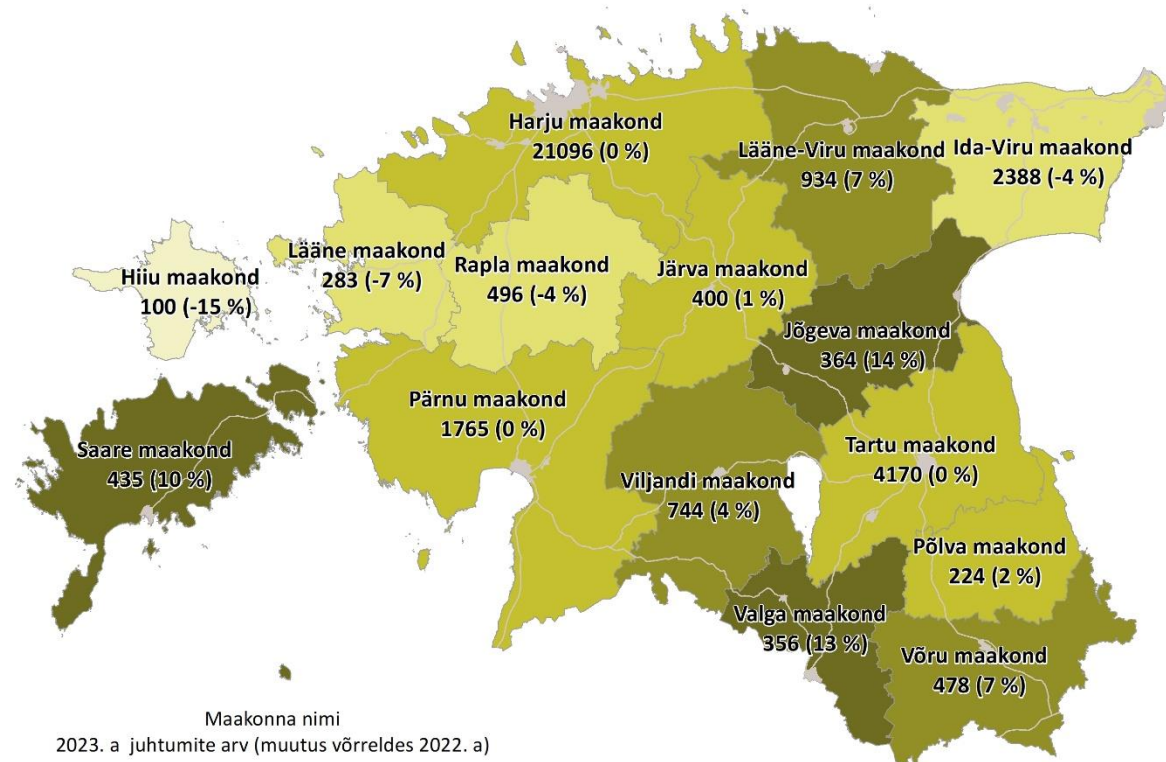 Harju maakond
21096 (0 %)
Lääne-Viru maakond
934 (7 %)
Ida-Viru maakond
2388 (-4 %)
Hiiu maakond
100 (-15 %)
Lääne maakond
283 (-7 %)
Rapla maakond
496 (-4 %)
Järva maakond
400 (1 %)
Jõgeva maakond
364 (14 %)
Pärnu maakond
1765 (0 %)
Saare maakond
435 (10 %)
Viljandi maakond
744 (4 %)
Tartu maakond
4170 (0 %)
Põlva maakond
224 (2 %)
Valga maakond
356 (13 %)
Võru maakond
478 (7 %)
Maakonna nimi
2023. a juhtumite arv (muutus võrreldes 2022. a)